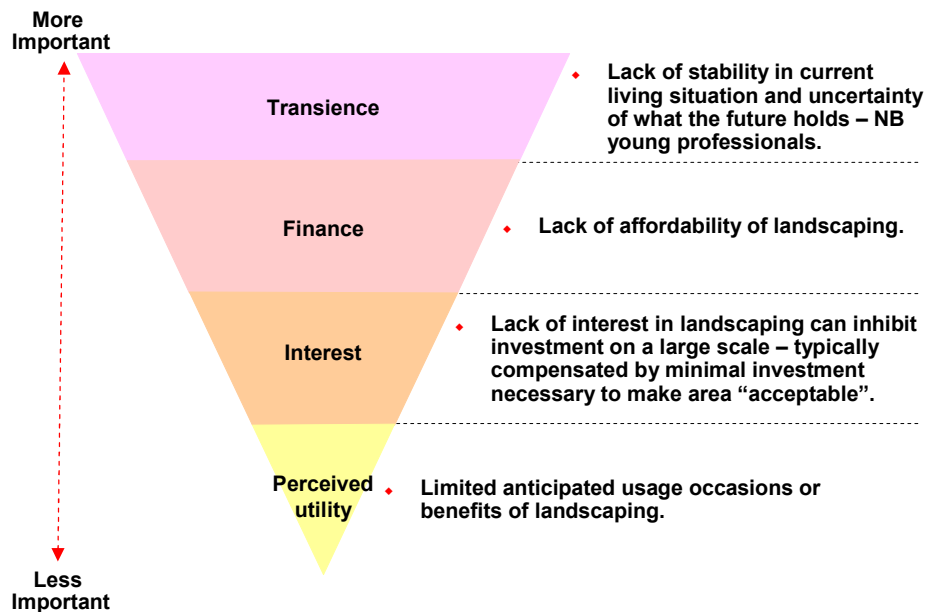 More
Important
Transience
Lack of stability in current
living situation and uncertainty
of what the future holds – NB
young professionals.
Finance
Lack of affordability of landscaping.
Interest
Lack of interest in landscaping can inhibit
investment on a large scale – typically
compensated by minimal investment
necessary to make area “acceptable”.
Perceived
utility
Limited anticipated usage occasions or
benefits of landscaping.
Less
Important